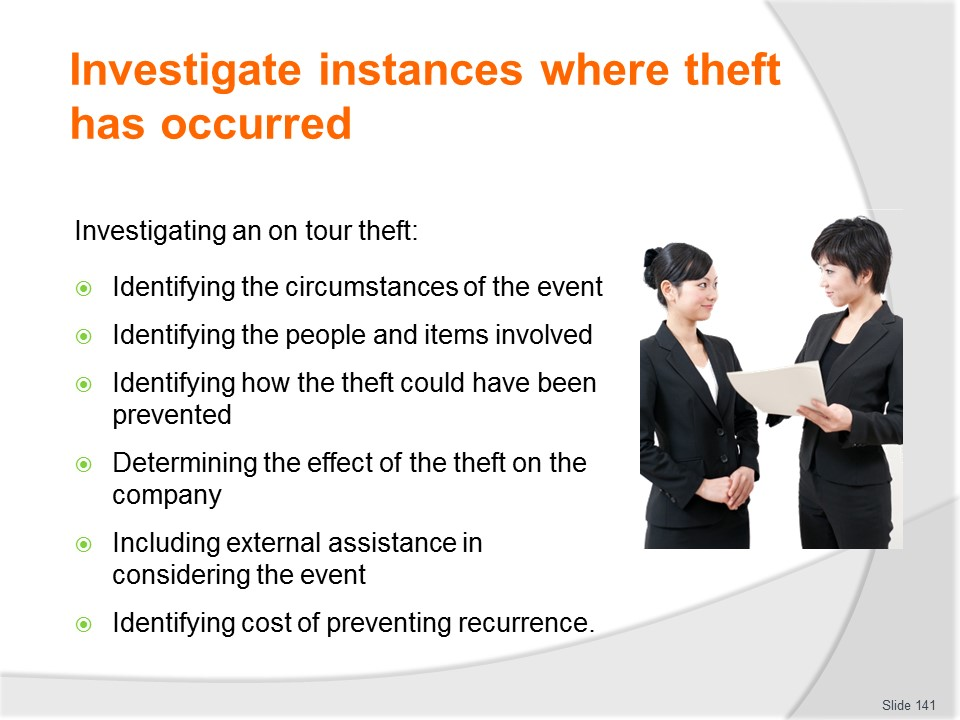 Investigate instances where theft
has occurred
Investigating an on tour theft:
Identifying the circumstances of the event
Identifying the people and items involved
Identifying how the theft could have been
prevented
Determining the effect of the theft on the
company
Including external assistance in
considering the event
Identifying cost of preventing recurrence.
Slide 141